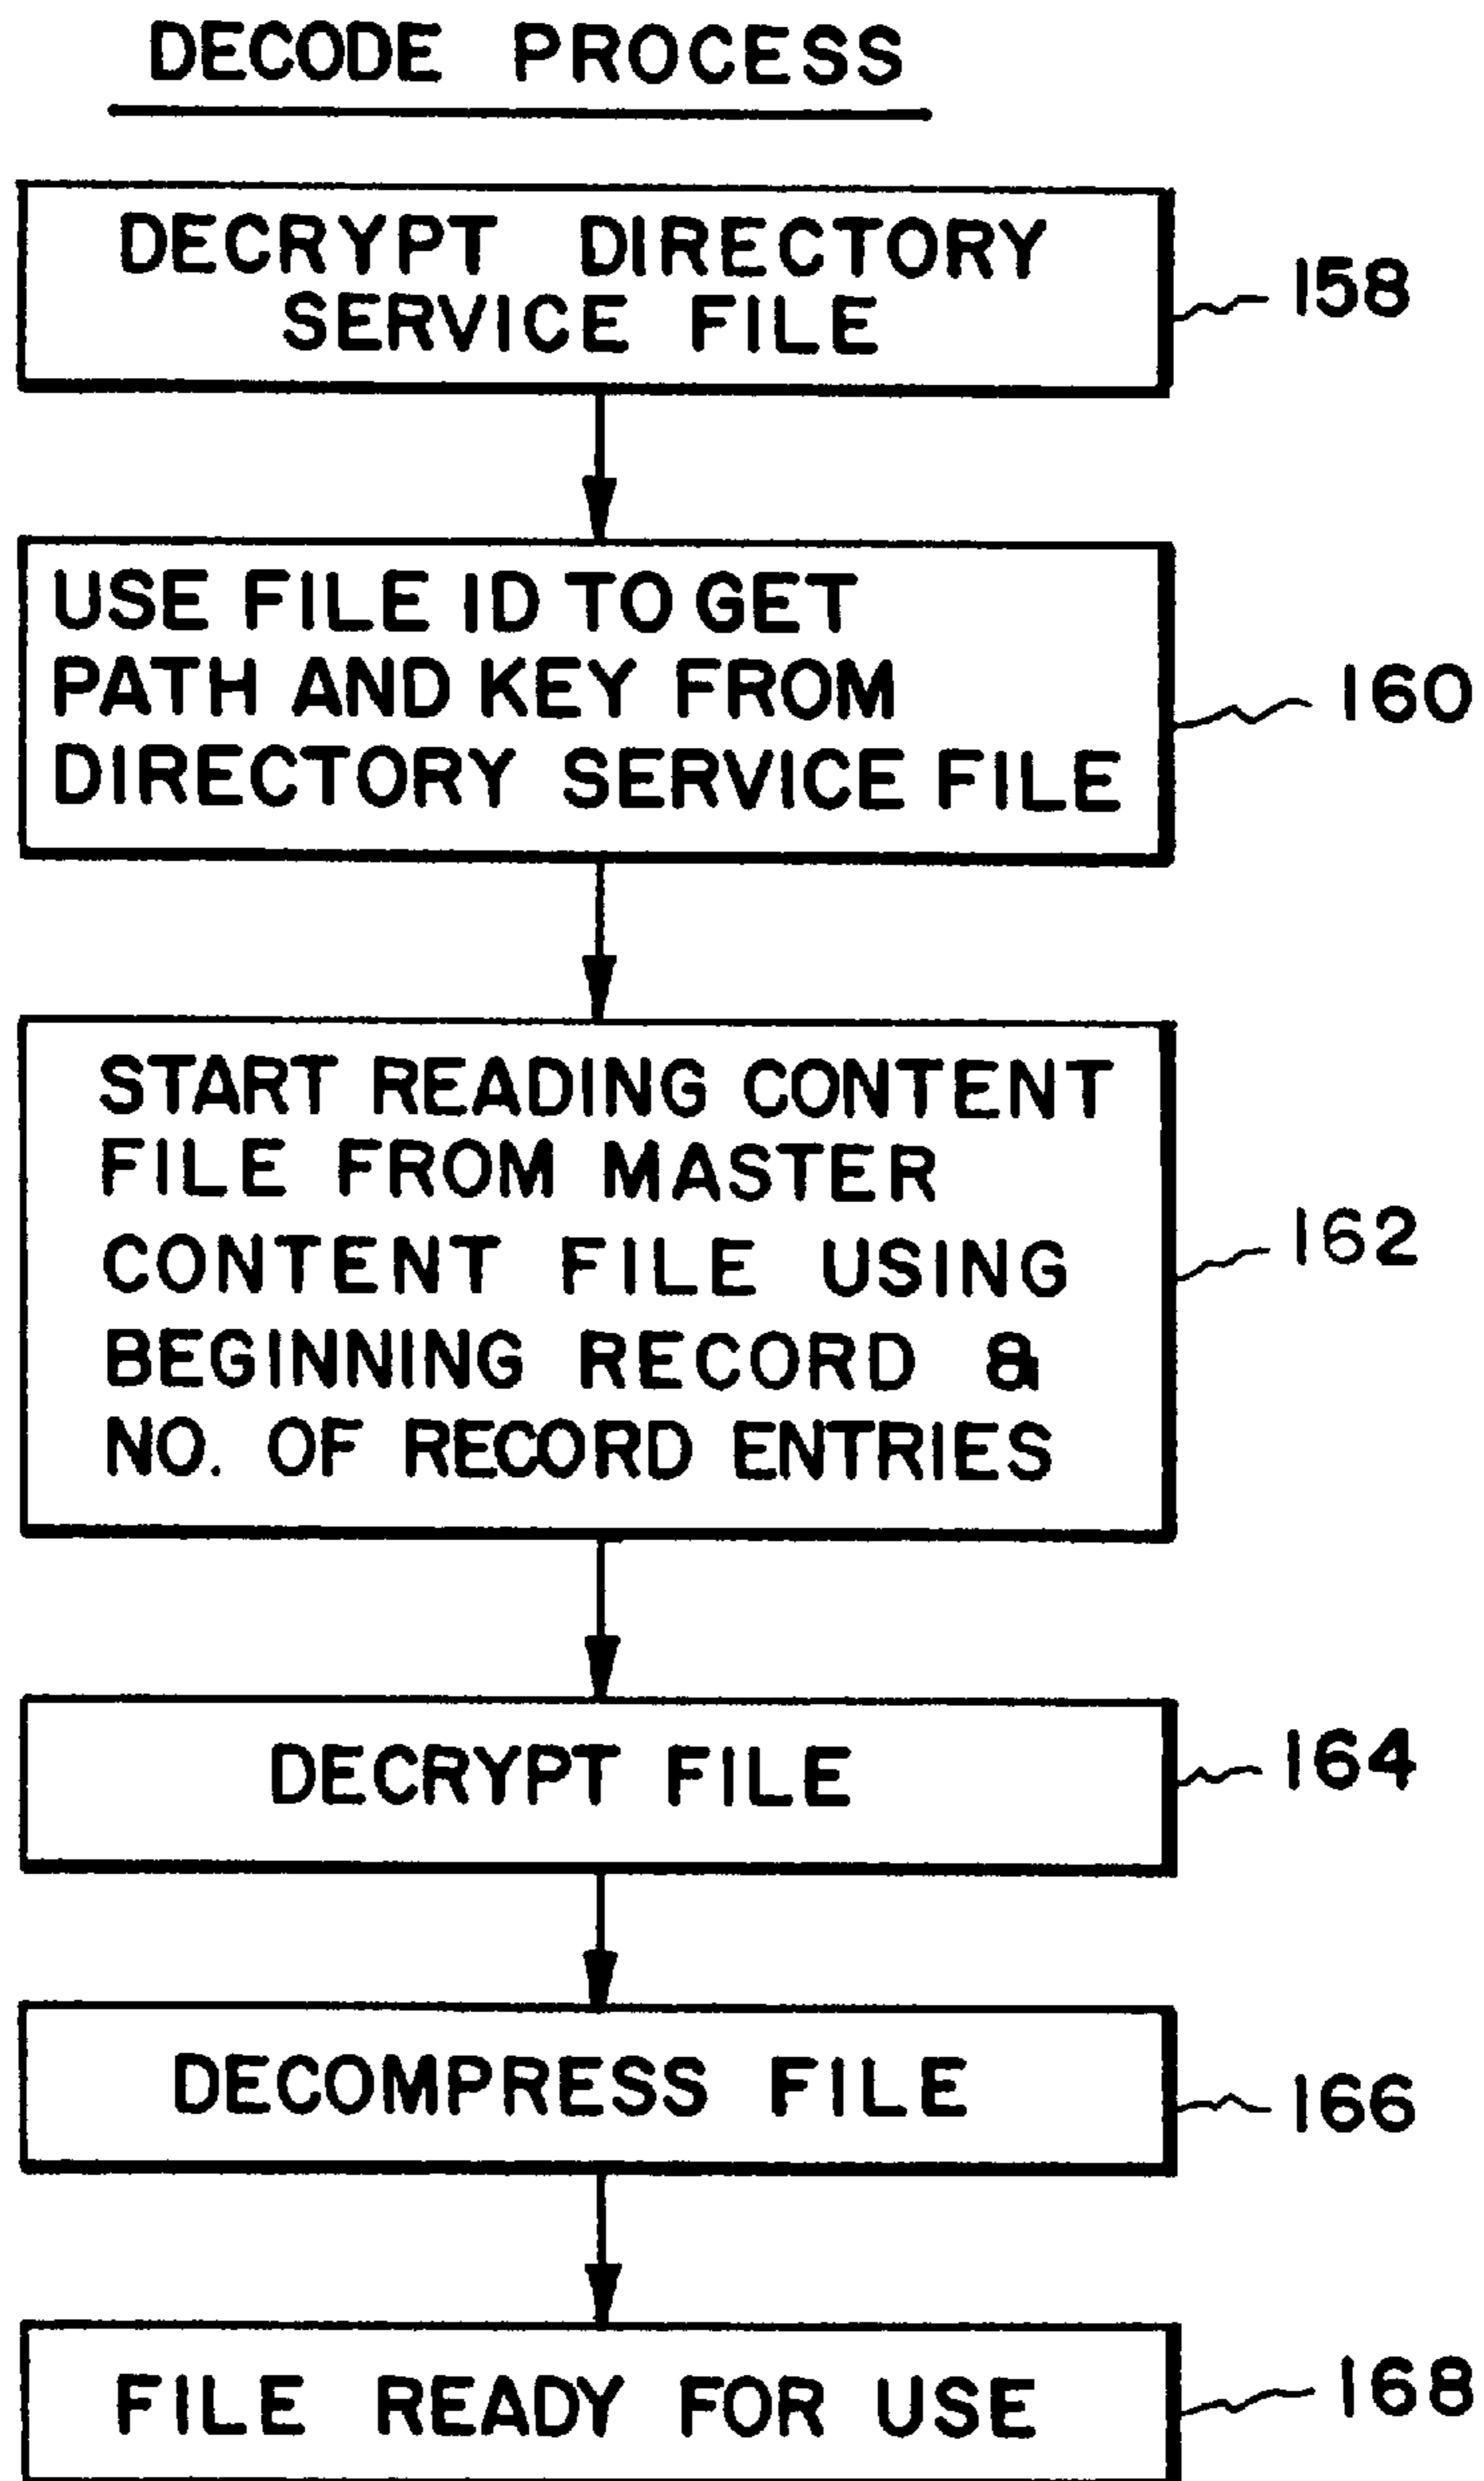 DECODE PROCESS
DECRYPT DIRECTORY
SERVICE FILE
158
USE FILE ID TO GET
PATH AND KEY FROM
DIRECTORY SERVICE FILE
160
START READING CONTENT
FILE FROM MASTER
CONTENT FILE USING
BEGINNING RECORD &
NO. OF RECORD ENTRIES
162
DECRYPT FILE
164
DECOMPRESS FILE
166
FILE READY FOR USE
168